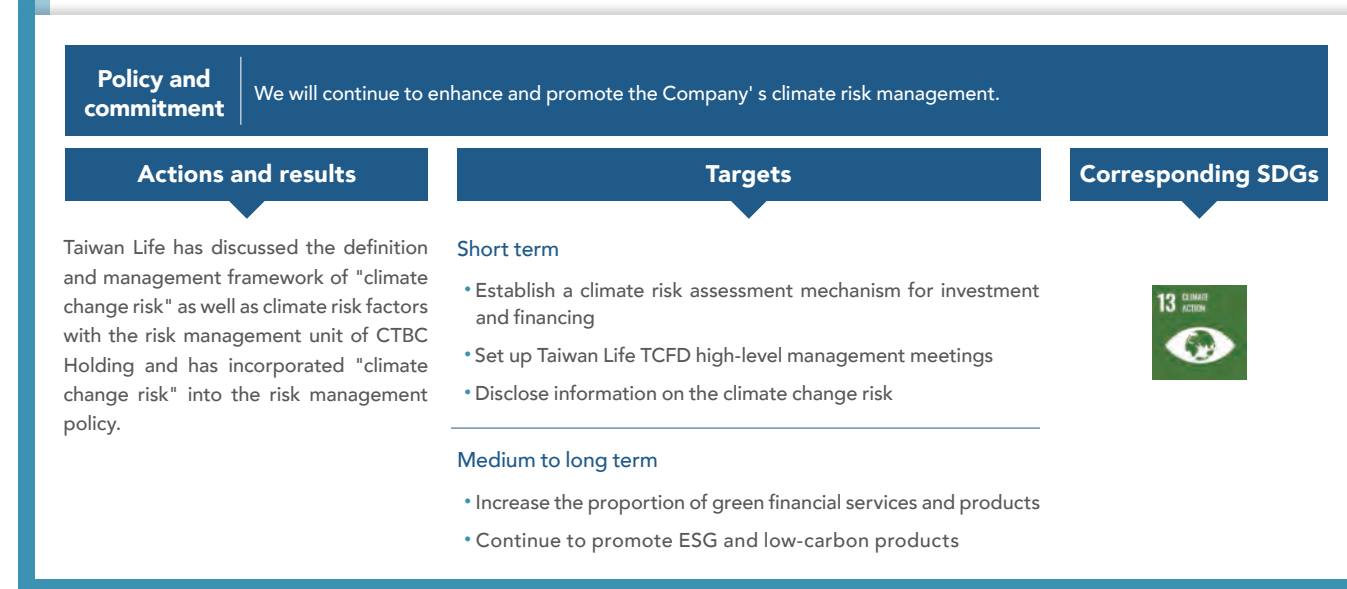 Policy and
commitment
We will continue to enhance and promote the Company' s climate risk management.
Actions and results
Taiwan Life has discussed the definition
and management framework of "climate
change risk" as well as climate risk factors
with the risk management unit of CTBC
Holding and has incorporated "climate
change risk" into the risk management
policy.
Targets
Short term
• Establish a climate risk assessment mechanism for investment
and financing
• Set up Taiwan Life TCFD high-level management meetings
• Disclose information on the climate change risk
Medium to long term
• Increase the proportion of green financial services and products
• Continue to promote ESG and low-carbon products
Corresponding SDGs
13 CLIMATE
ACTION